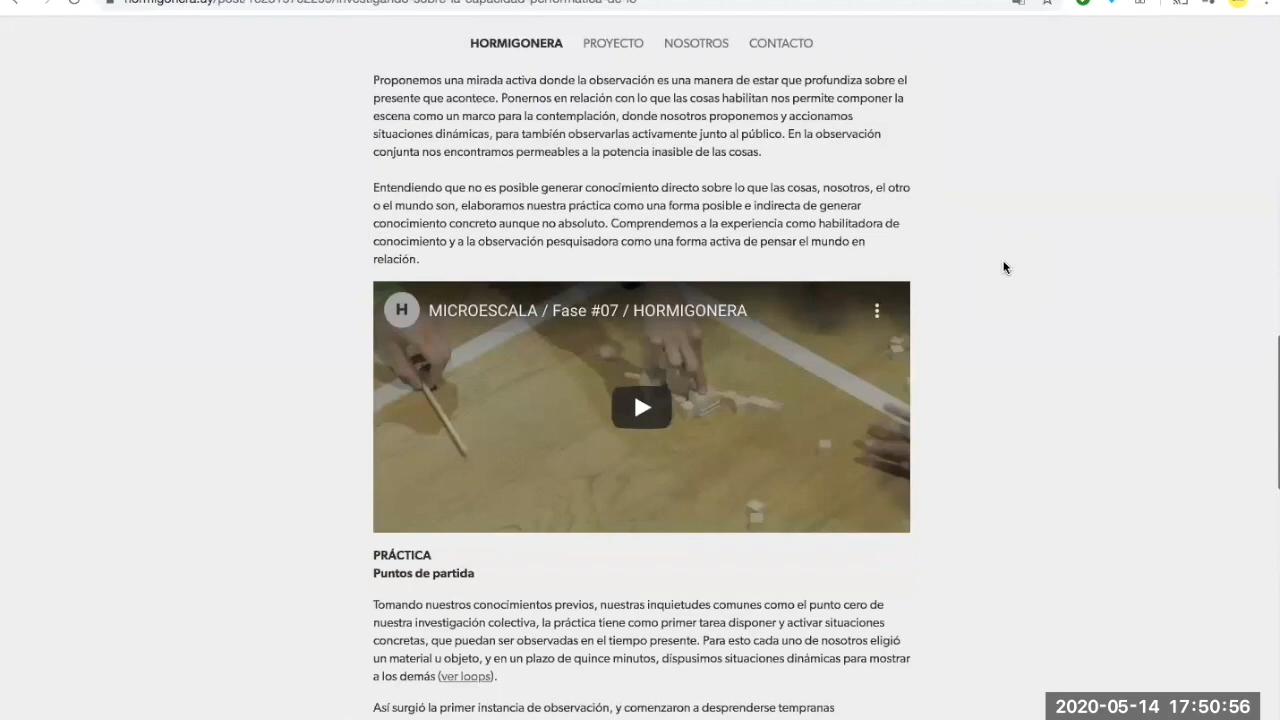 HORMIGONERA PROYECTO NOSOTROS CONTACTO
Proponemos una mirada activa donde la observación es una manera de estar que profundiza sobre el
presente que acontece. Ponernos en relación con lo que las cosas habilitan nos permite componer la
escena como un marco para la contemplación, donde nosotros proponemos y accionamos
situaciones dinámicas, para también observarlas activamente junto al público. En la observación
conjunta nos encontramos permeables a la potencia inasible de las cosas.
Entendiendo que no es posible generar conocimiento directo sobre lo que las cosas, nosotros, el otro
o el mundo son, elaboramos nuestra práctica como una forma posible e indirecta de generar
conocimiento concreto aunque no absoluto. Comprendemos a la experiencia como habilitadora de
conocimiento y a la observación pesquisadora como una forma activa de pensar el mundo en
relación.
H MICROESCALA / Fase #07 / HORMIGONERA
PRÁCTICA
Puntos de partida
Tomando nuestros conocimientos previos, nuestras inquietudes comunes como el punto cero de
nuestra investigación colectiva, la práctica tiene como primer tarea disponer y activar situaciones
concretas, que puedan ser observadas en el tiempo presente. Para esto cada uno de nosotros eligió
un material u objeto, y en un plazo de quince minutos, dispusimos situaciones dinámicas para mostrar
a los demás (ver loops).
Así surgió la primer instancia de observación, y comenzaron a desprenderse tempranas
2020-05-14 17:50:56